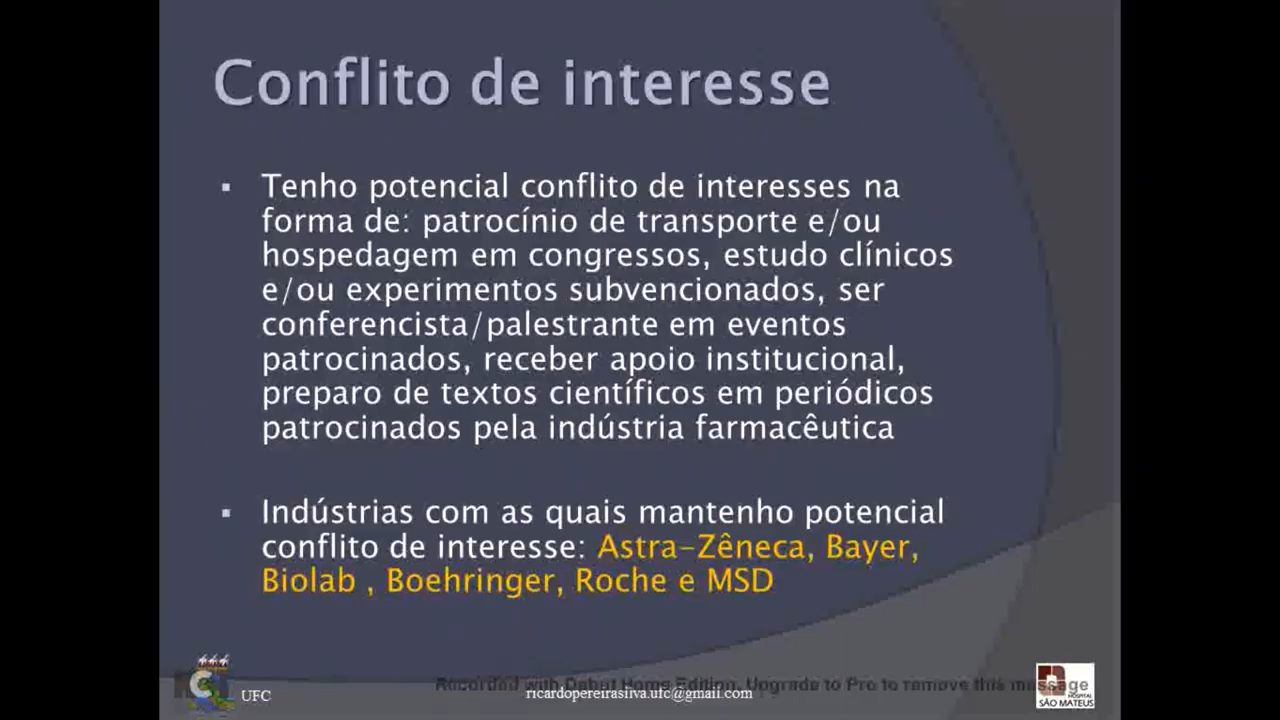 Conflito de interesse
▪ Tenho potencial conflito de interesses na
forma de: patrocínio de transporte e/ou
hospedagem em congressos, estudo clínicos
e/ou experimentos subvencionados, ser
conferencista/palestrante em eventos
patrocinados, receber apoio institucional,
preparo de textos científicos em periódicos
patrocinados pela indústria farmacêutica
▪ Indústrias com as quais mantenho potencial
conflito de interesse: Astra-Zêneca, Bayer,
Biolab , Boehringer, Roche e MSD
UFC
Recorded with Debut Home Edition. Upgrade to Pro to remove this message
ricardopereirasilva.ufc@gmail.com
HOSPITAL
SÃO MATEUS